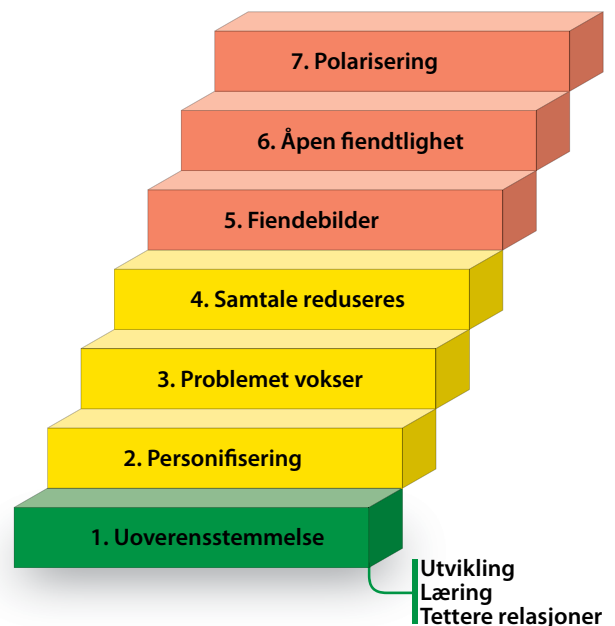 7. Polarisering
6. Åpen fiendtlighet
5. Fiendebilder
4. Samtale reduseres
3. Problemet vokser
2. Personifisering
1. Uoverensstemmelse
Utvikling
Læring
Tettere relasjoner